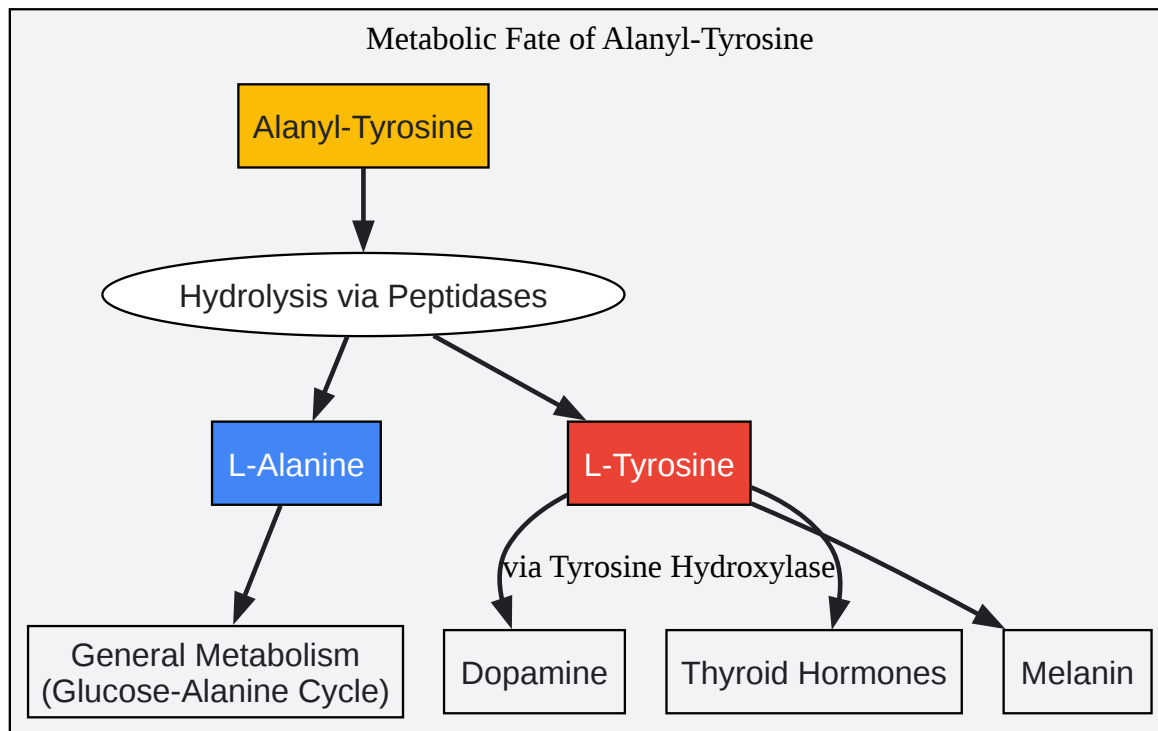 Metabolic Fate of Alanyl-Tyrosine
Alanyl-Tyrosine
Hydrolysis via Peptidases
L-Alanine
L-Tyrosine
via Tyrosine Hydroxylase
General Metabolism
(Glucose-Alanine Cycle)
Dopamine
Thyroid Hormones
Melanin